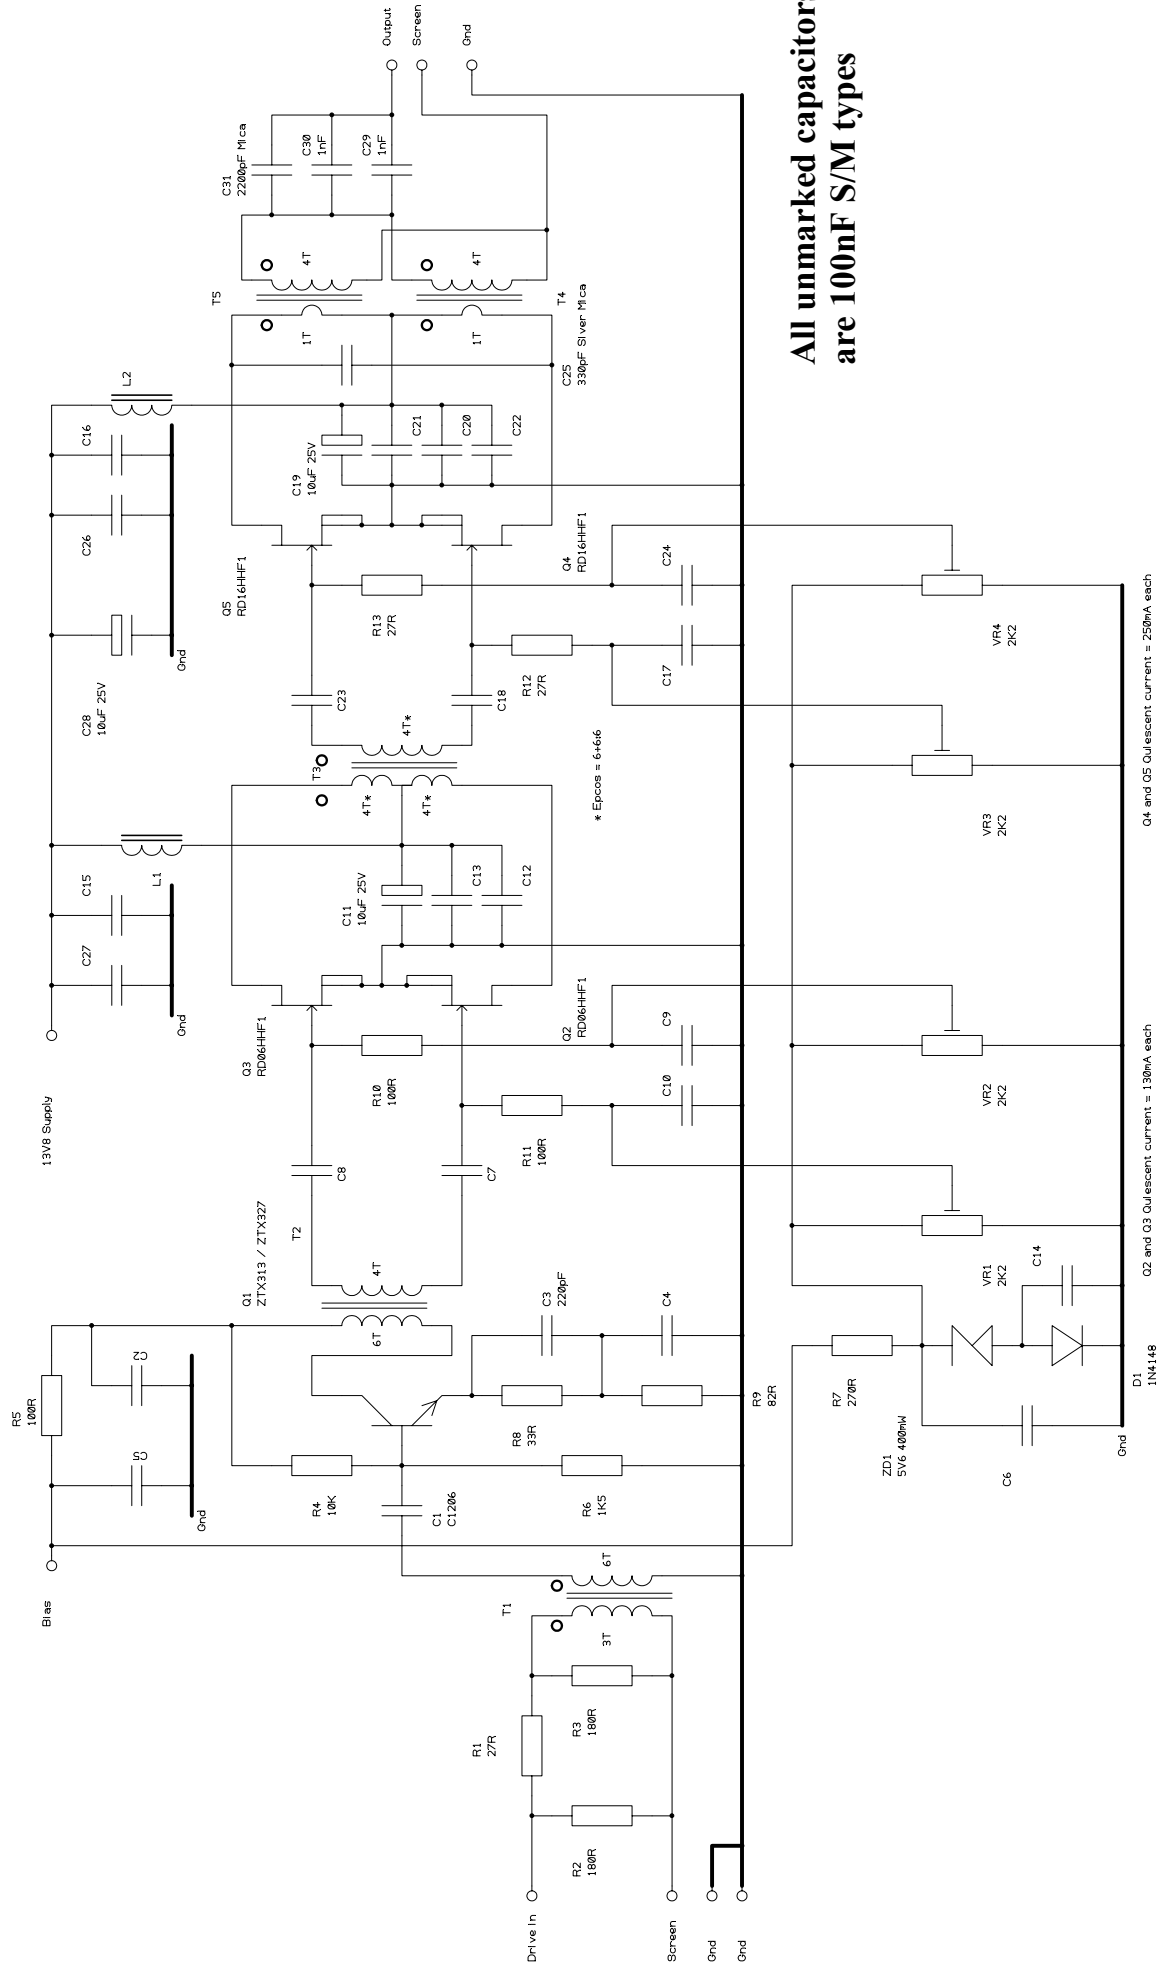 Output
Screen
Gnd
C31
2200pF Mica
C30
1nF
C29
1nF
4T
4T
T5
T4
1T
1T
C25
330pF Slver Mica
All unmarked capacitors
are 100nF S/M types
L2
C16
C26
C28
10uF 25V
Gnd
C19
10uF 25V
C21
C20
C22
Q5
RD16HHF1
Q4
RD16HHF1
R13
27R
C24
R12
27R
C17
C23
C18
VR4
2K2
VR3
2K2
Q4 and Q5 Quiescent current = 250mA each
T3
4T*
4T*
4T*
* Epcos = 6+6:6
L1
C15
C27
Gnd
13V8 Supply
C11
10uF 25V
C13
C12
Q3
RD06HHF1
Q2
RD06HHF1
R10
100R
C9
R11
100R
C10
C8
C7
VR2
2K2
VR1
2K2
Q2 and Q3 Quiescent current = 130mA each
T2
Q1
ZTX313 / ZTX327
4T
6T
C3
220pF
C4
R5
100R
C2
C5
Gnd
Bias
R4
10K
R8
33R
R9
82R
C1
C1206
R6
1K5
C14
R7
270R
D1
1N4148
ZD1
5V6 400mW
C6
Gnd
T1
6T
3T
R1
27R
R3
180R
R2
180R
Drive In
Screen
Gnd
Gnd